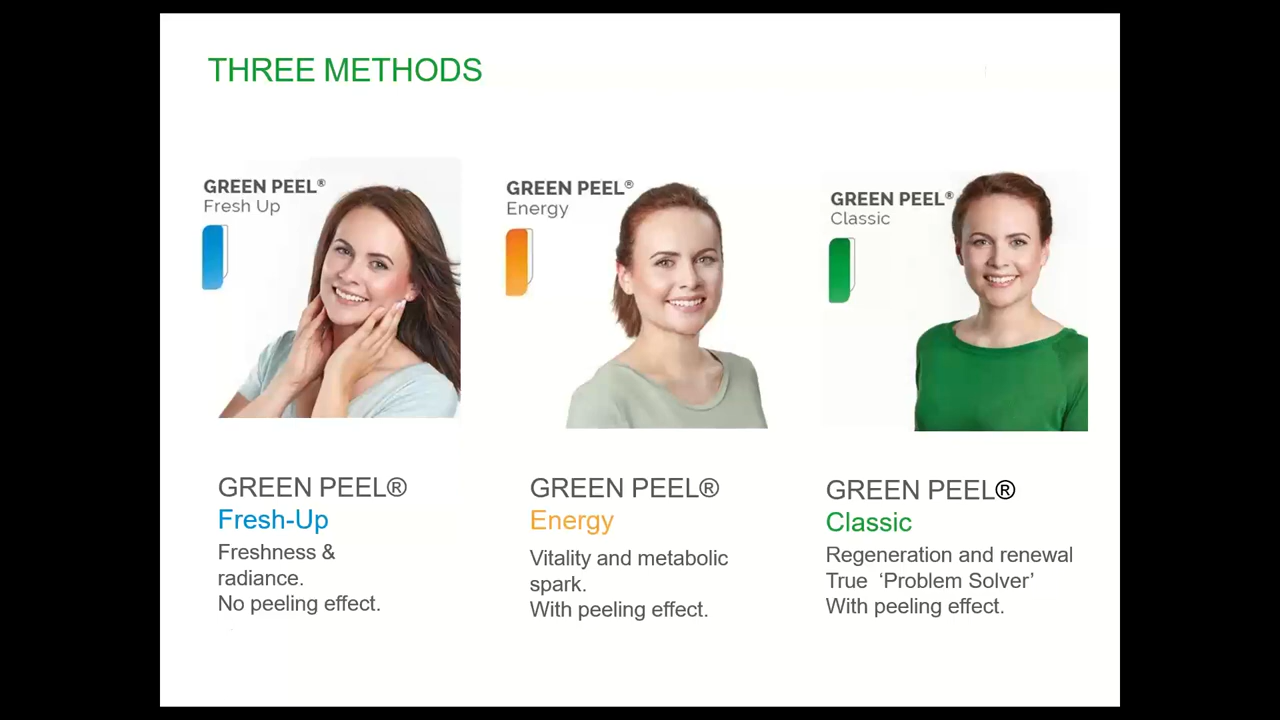 THREE METHODS
GREEN PEEL®
Fresh Up
GREEN PEEL®
Energy
GREEN PEEL®
Classic
GREEN PEEL®
Fresh-Up
Freshness &
radiance.
No peeling effect.
GREEN PEEL®
Energy
Vitality and metabolic
spark.
With peeling effect.
GREEN PEEL®
Classic
Regeneration and renewal
True ‘Problem Solver’
With peeling effect.